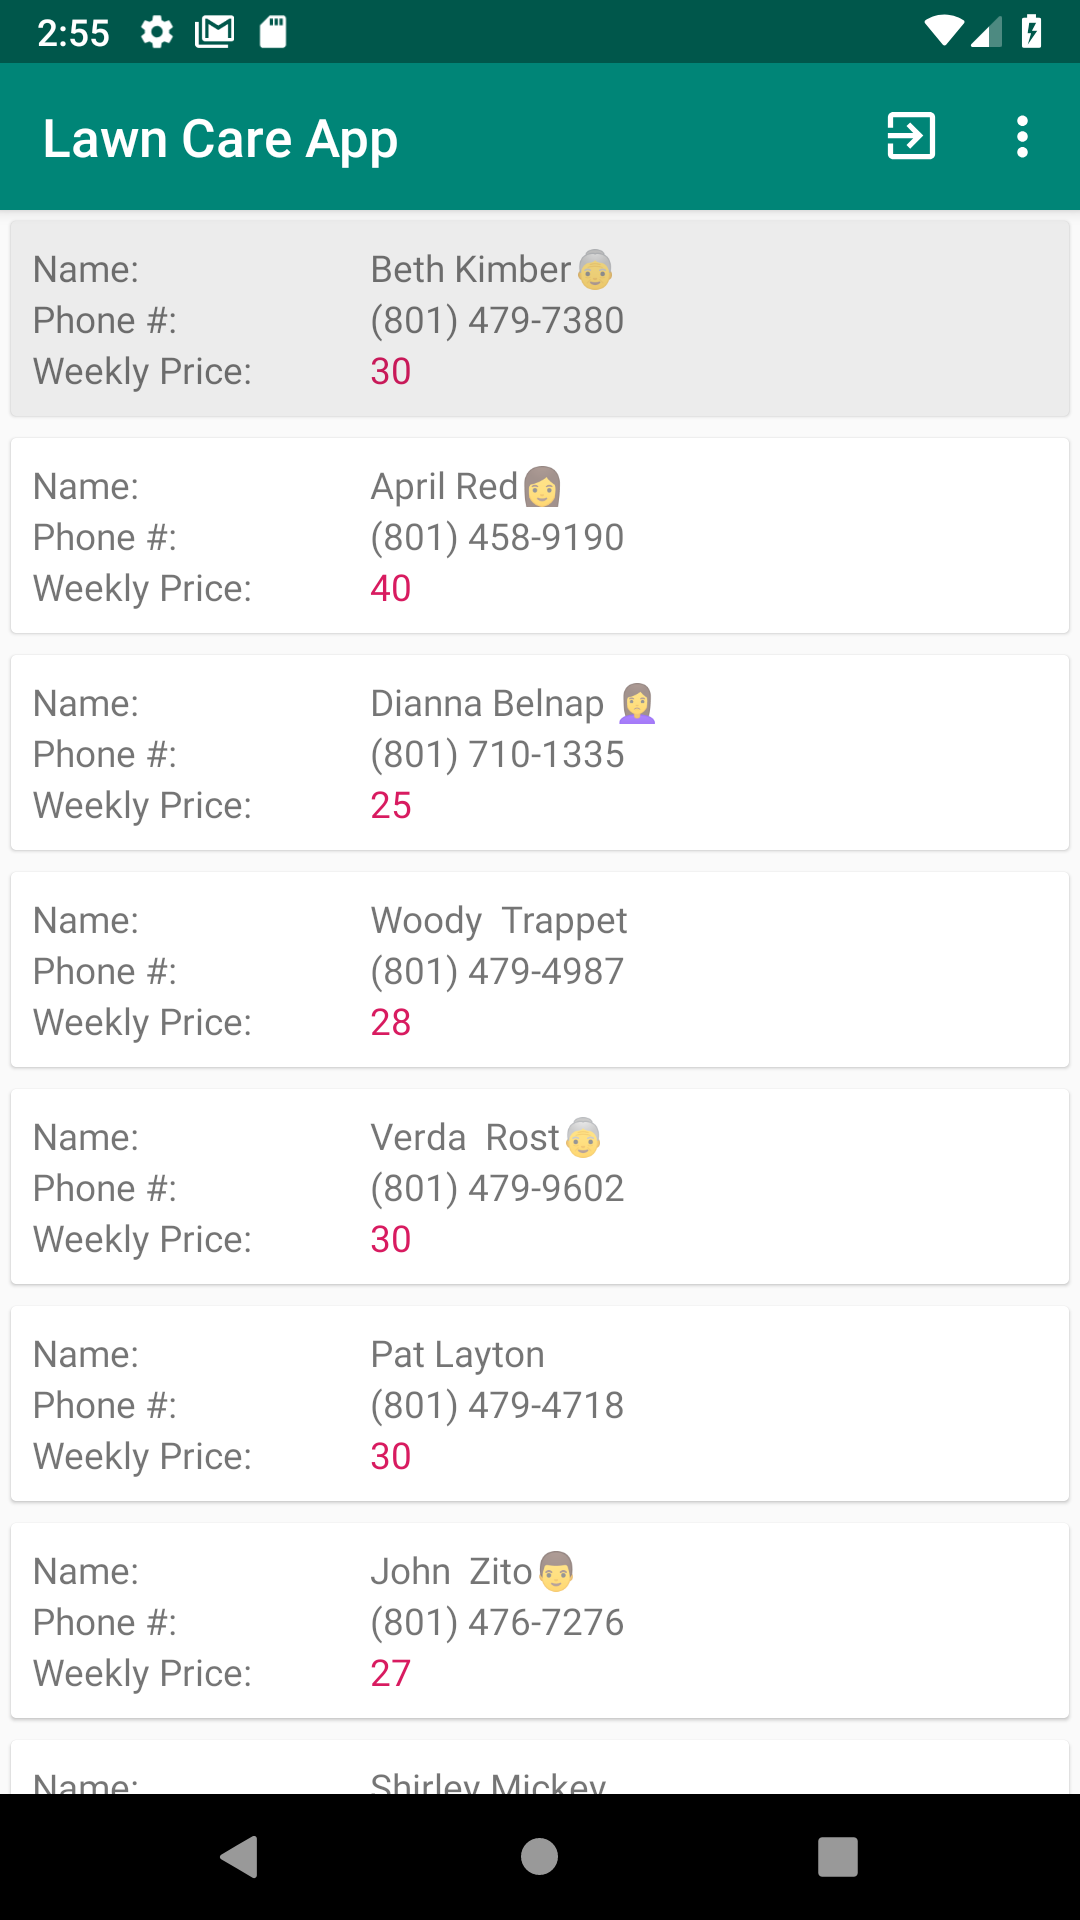 2:55
Lawn Care App
Name: Beth Kimber👵
Phone #: (801) 479-7380
Weekly Price: 30
Name: April Red👩
Phone #: (801) 458-9190
Weekly Price: 40
Name: Dianna Belnap 🙍‍♀️
Phone #: (801) 710-1335
Weekly Price: 25
Name: Woody  Trappet
Phone #: (801) 479-4987
Weekly Price: 28
Name: Verda  Rost👵
Phone #: (801) 479-9602
Weekly Price: 30
Name: Pat Layton
Phone #: (801) 479-4718
Weekly Price: 30
Name: John  Zito👨
Phone #: (801) 476-7276
Weekly Price: 27
Name: Shirley Mickey